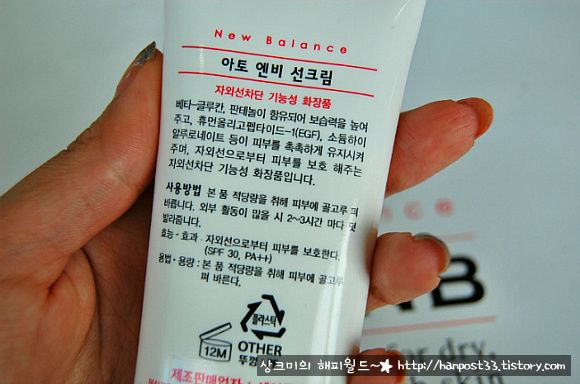 New Balance
아토 엔비 선크림
자외선차단 기능성 화장품
베타-글루칸, 판테놀이 함유되어 보습력을 높여
주고, 휴먼올리고펩타이드-1(EGF), 소듐하이
알루로네이트 등이 피부를 촉촉하게 유지시켜
주며, 자외선으로부터 피부를 보호 해주는
자외선차단 기능성 화장품입니다.
사용방법 본 품 적당량을 취해 피부에 골고루 펴
바릅니다. 외부 활동이 많을 시 2~3시간 마다 덧
발라줍니다.
효능·효과 : 자외선으로부터 피부를 보호한다.
(SPF 30, PA++)
용법·용량 : 본 품 적당량을 취해 피부에 골고루
펴 바른다.
플라스틱
OTHER
12M
제조판매업자
for dry,
샹크미의 해피월드~★ http://hanpost33.tistory.com